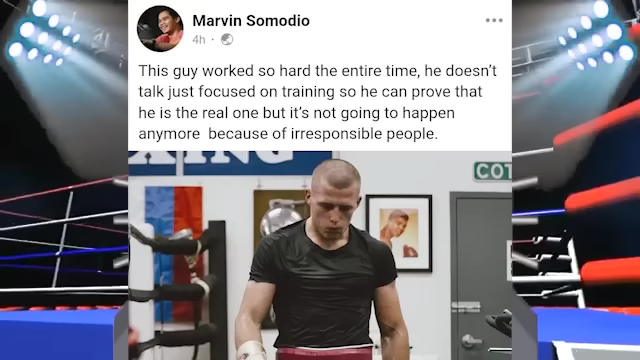 Marvin Somodio
4h ·
This guy worked so hard the entire time, he doesn't
talk just focused on training so he can prove that
he is the real one but it's not going to happen
anymore  because of irresponsible people.
XING
COT